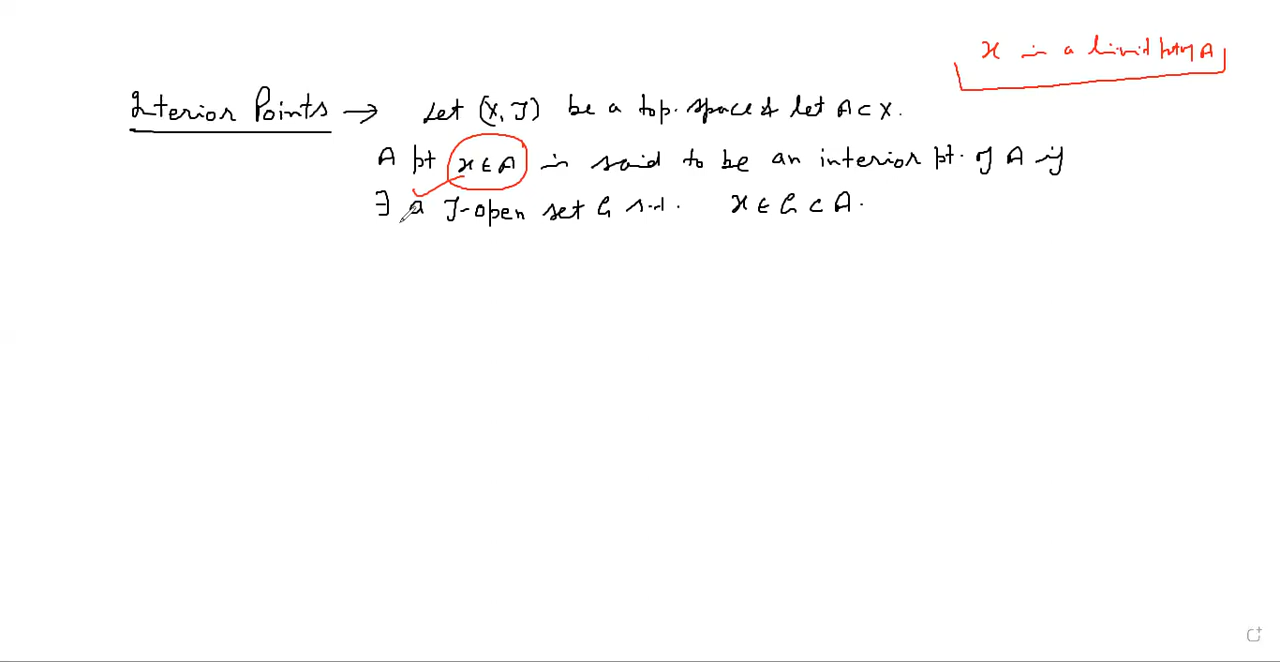 x is a limit pt of A
Interior Points → Let (X, T) be a top. space & let A ⊂ X.
A pt x ∈ A is said to be an interior pt. of A if
∃ a T-open set G s.t. x ∈ G ⊂ A.